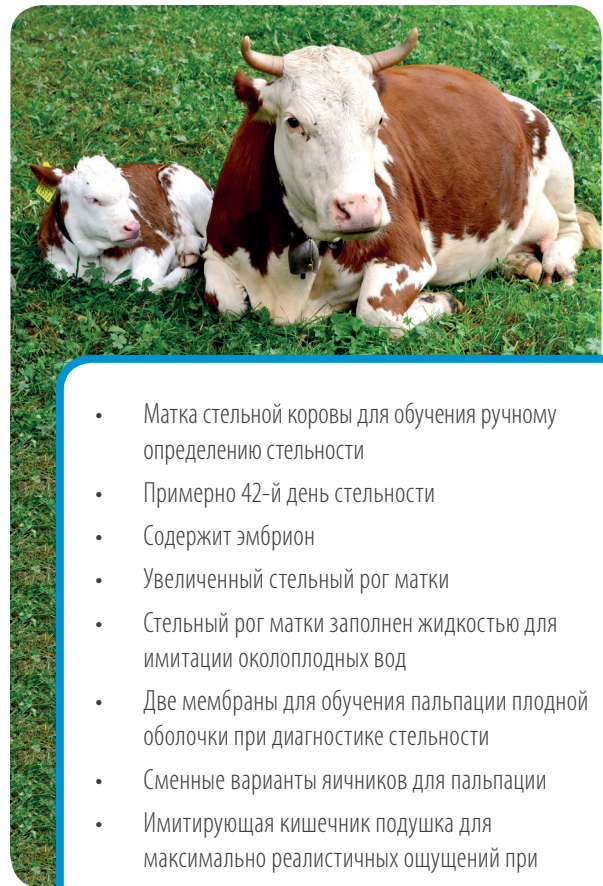 • Матка стельной коровы для обучения ручному
определению стельности
• Примерно 42-й день стельности
• Содержит эмбрион
• Увеличенный стельный рог матки
• Стельный рог матки заполнен жидкостью для
имитации околоплодных вод
• Две мембраны для обучения пальпации плодной
оболочки при диагностике стельности
• Сменные варианты яичников для пальпации
• Имитирующая кишечник подушка для
максимально реалистичных ощущений при